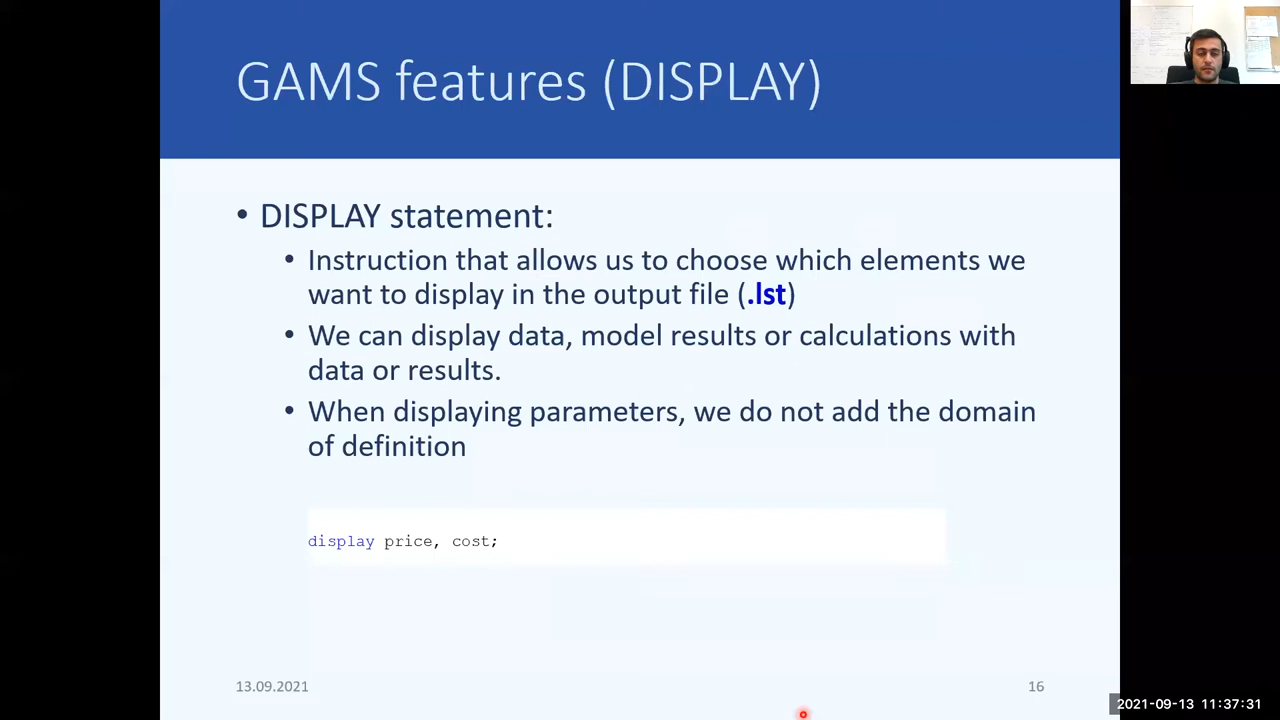 GAMS features (DISPLAY)
• DISPLAY statement:
• Instruction that allows us to choose which elements we
want to display in the output file (.lst)
• We can display data, model results or calculations with
data or results.
• When displaying parameters, we do not add the domain
of definition
display price, cost;
13.09.2021
16
2021-09-13 11:37:31